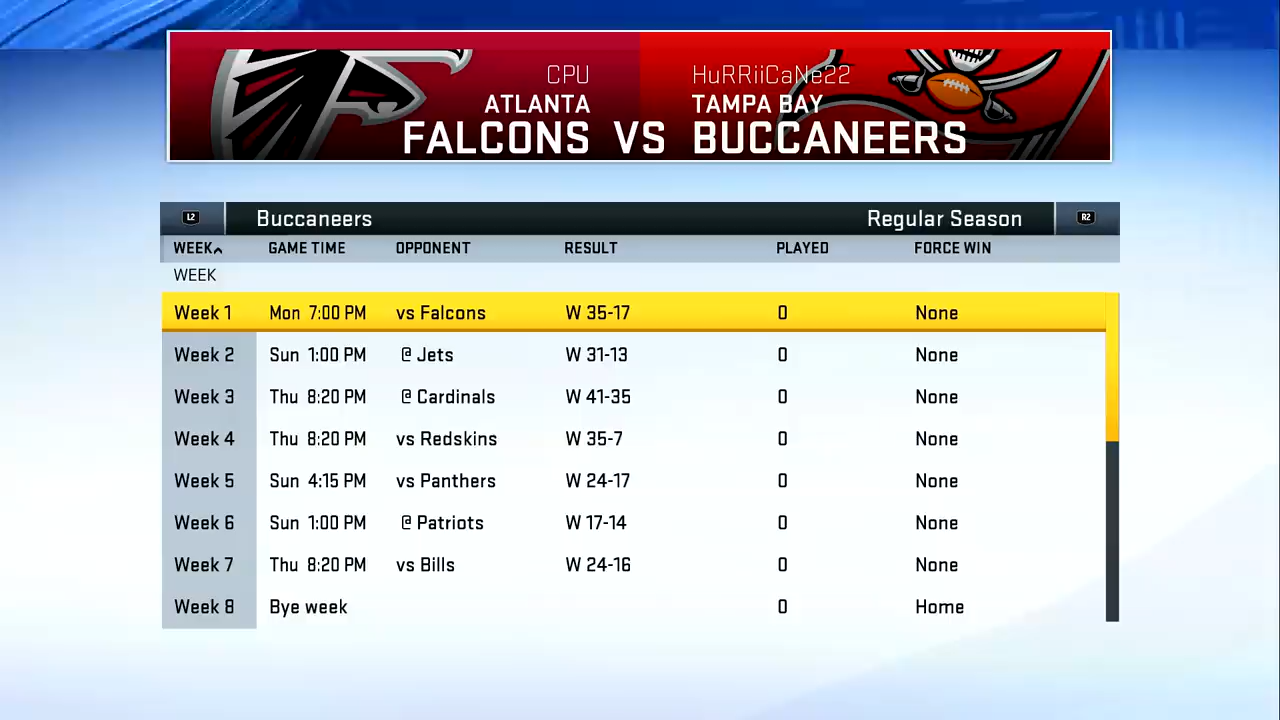 CPU HuRRiiCaNe22
ATLANTA TAMPA BAY
FALCONS VS BUCCANEERS
L2 Buccaneers Regular Season R2
WEEK GAME TIME OPPONENT RESULT PLAYED FORCE WIN
WEEK
Week 1 Mon 7:00 PM vs Falcons W 35-17 0 None
Week 2 Sun 1:00 PM @ Jets W 31-13 0 None
Week 3 Thu 8:20 PM @ Cardinals W 41-35 0 None
Week 4 Thu 8:20 PM vs Redskins W 35-7 0 None
Week 5 Sun 4:15 PM vs Panthers W 24-17 0 None
Week 6 Sun 1:00 PM @ Patriots W 17-14 0 None
Week 7 Thu 8:20 PM vs Bills W 24-16 0 None
Week 8 Bye week 0 Home